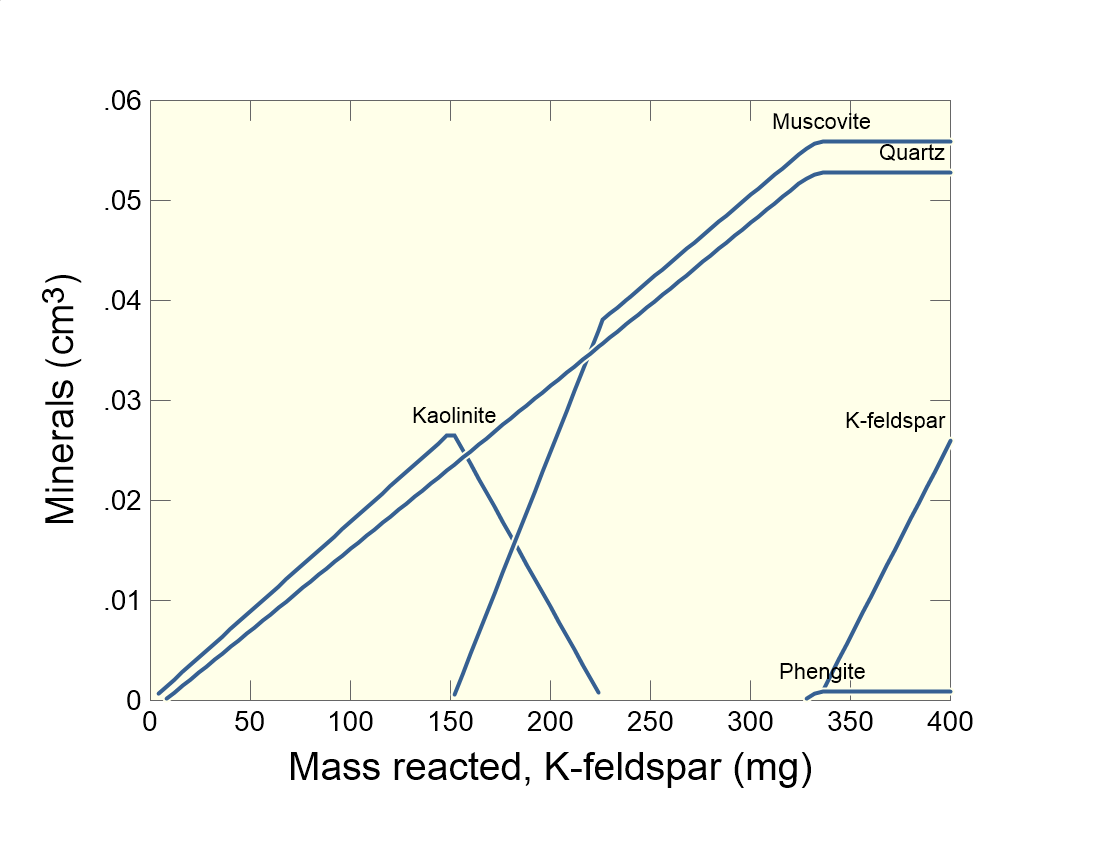 .06
.05
.04
.03
.02
.01
0
Minerals (cm³)
Muscovite
Quartz
Kaolinite
K-feldspar
Phengite
0 50 100 150 200 250 300 350 400
Mass reacted, K-feldspar (mg)